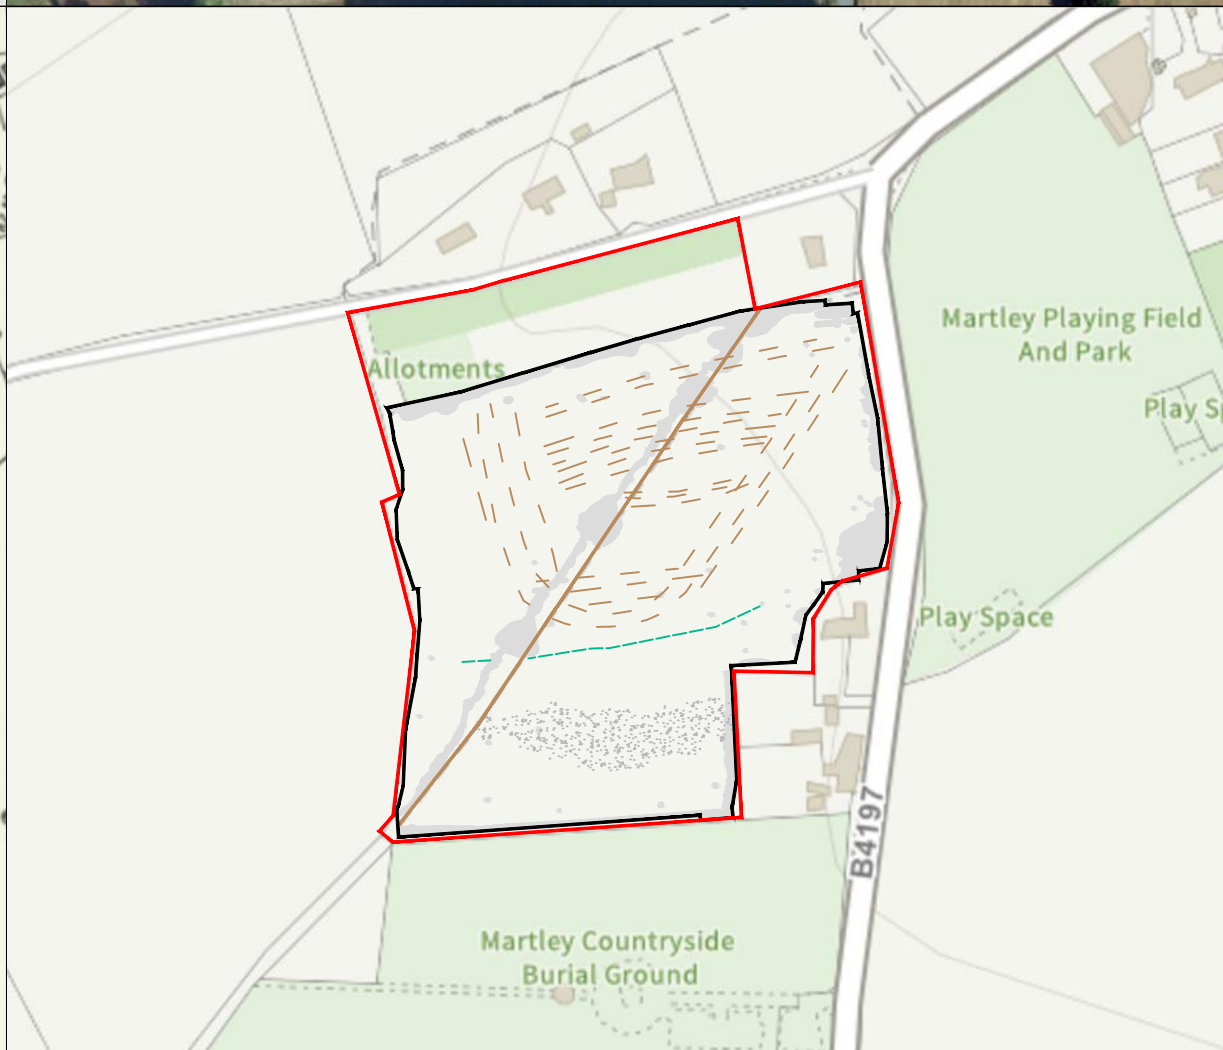 Martley Playing Field
And Park
Allotments
Play Sp
Play Space
B4197
Martley Countryside
Burial Ground